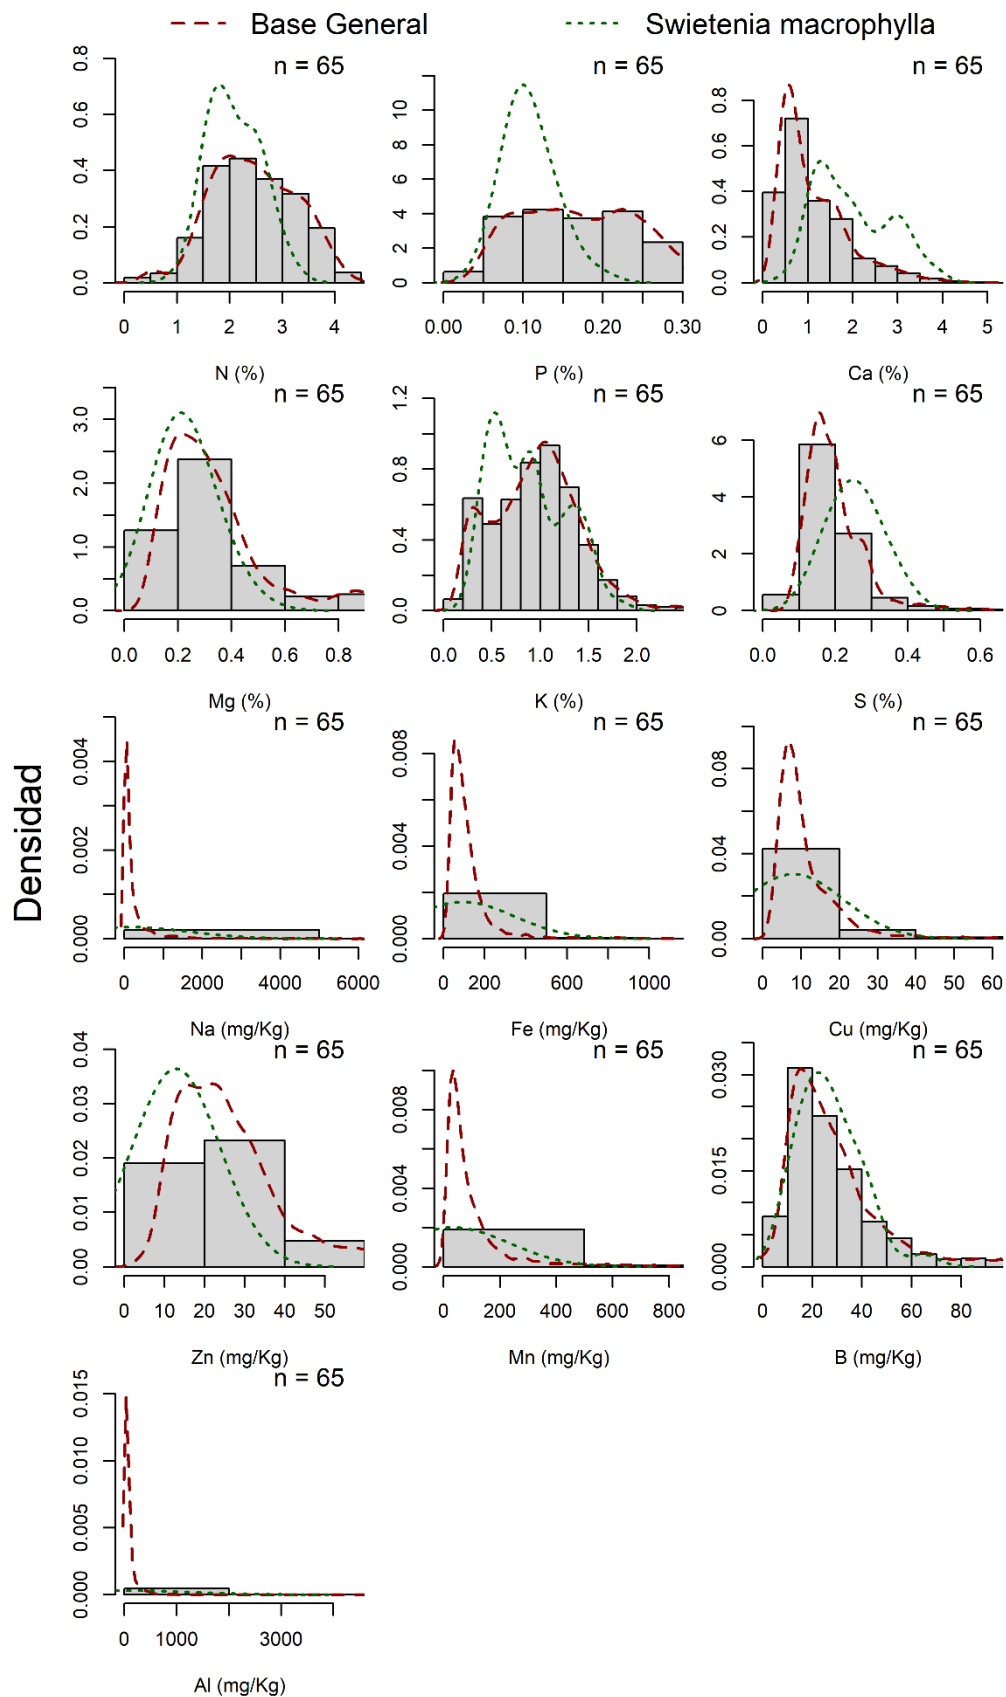 Base General
Swietenia macrophylla
Densidad
n = 65
0.0 0.2 0.4 0.6 0.8
0 1 2 3 4
N (%)
n = 65
0 2 4 6 8 10
0.00 0.10 0.20 0.30
P (%)
n = 65
0.0 0.2 0.4 0.6 0.8
0 1 2 3 4 5
Ca (%)
n = 65
0.0 1.0 2.0 3.0
0.0 0.2 0.4 0.6 0.8
Mg (%)
n = 65
0.0 0.4 0.8 1.2
0.0 0.5 1.0 1.5 2.0
K (%)
n = 65
0 2 4 6
0.0 0.2 0.4 0.6
S (%)
n = 65
0.000 0.002 0.004
0 2000 4000 6000
Na (mg/Kg)
n = 65
0.000 0.004 0.008
0 200 600 1000
Fe (mg/Kg)
n = 65
0.00 0.04 0.08
0 10 20 30 40 50 60
Cu (mg/Kg)
n = 65
0.00 0.01 0.02 0.03 0.04
0 10 20 30 40 50
Zn (mg/Kg)
n = 65
0.000 0.004 0.008
0 200 400 600 800
Mn (mg/Kg)
n = 65
0.000 0.015 0.030
0 20 40 60 80
B (mg/Kg)
n = 65
0.000 0.005 0.010 0.015
0 1000 3000
Al (mg/Kg)